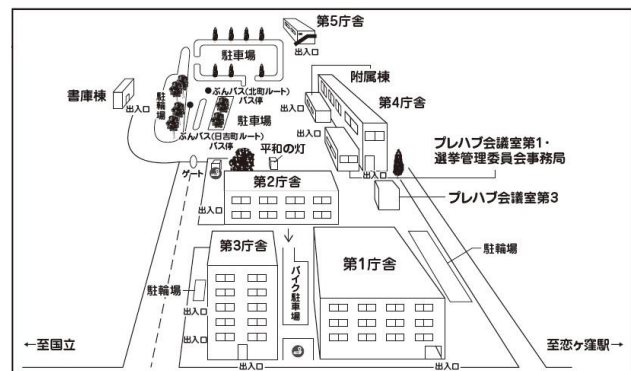 第5庁舎
出入口
駐車場
附属棟
書庫棟
出入口
駐輪場
ぶんバス(北町ルート)
バス停
出入口
第4庁舎
駐車場
出入口
ぶんバス(日吉町ルート)
バス停
平和の灯
プレハブ会議室第1・
選挙管理委員会事務局
ゲート
出入口
第2庁舎
プレハブ会議室第3
出入口
第3庁舎
バイク駐車場
第1庁舎
駐輪場
駐輪場
出入口
出入口
←至国立
至恋ヶ窪駅→
出入口
出入口
出入口